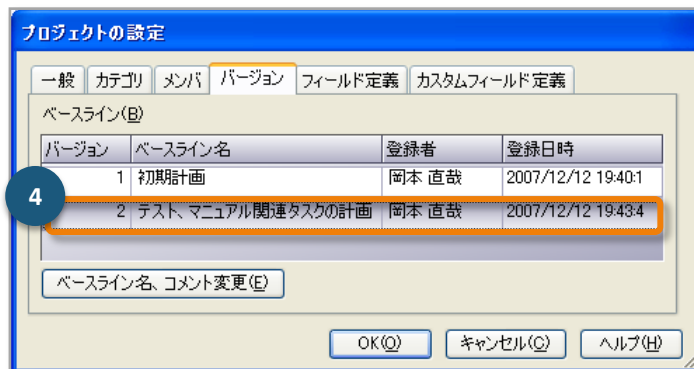 プロジェクトの設定
一般 カテゴリ メンバ バージョン フィールド定義 カスタムフィールド定義
ベースライン(B)
バージョン ベースライン名 登録者 登録日時
1 初期計画 岡本 直哉 2007/12/12 19:40:1
4
2 テスト、マニュアル関連タスクの計画 岡本 直哉 2007/12/12 19:43:4
ベースライン名、コメント変更(E)
OK(O) キャンセル(C) ヘルプ(H)